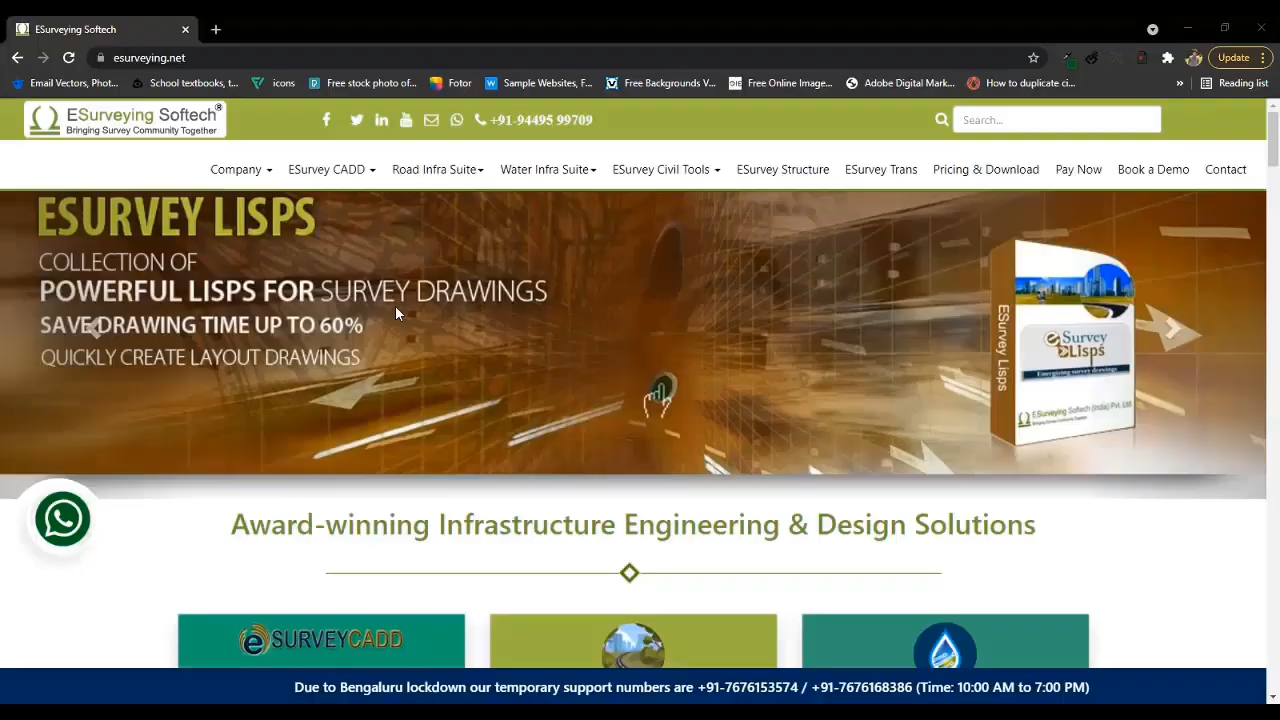 ESurveying Softech
esurveying.net
Update
Email Vectors, Phot...
School textbooks, t...
icons
Free stock photo of...
Fotor
Sample Websites, F...
Free Backgrounds V...
Free Online Image...
Adobe Digital Mark...
How to duplicate ci...
»
Reading list
ESurveying Softech®
Bringing Survey Community Together
+91-94495 99709
Search...
Company
ESurvey CADD
Road Infra Suite
Water Infra Suite
ESurvey Civil Tools
ESurvey Structure
ESurvey Trans
Pricing & Download
Pay Now
Book a Demo
Contact
ESURVEY LISPS
COLLECTION OF
POWERFUL LISPS FOR SURVEY DRAWINGS
SAVE DRAWING TIME UP TO 60%
QUICKLY CREATE LAYOUT DRAWINGS
ESurvey Lisps
eSurvey
Lisps
Energizing survey drawings
ESurveying Softech (India) Pvt. Ltd
Bringing Survey Community Together
Award-winning Infrastructure Engineering & Design Solutions
eSURVEYCADD
Due to Bengaluru lockdown our temporary support numbers are +91-7676153574 / +91-7676168386 (Time: 10:00 AM to 7:00 PM)